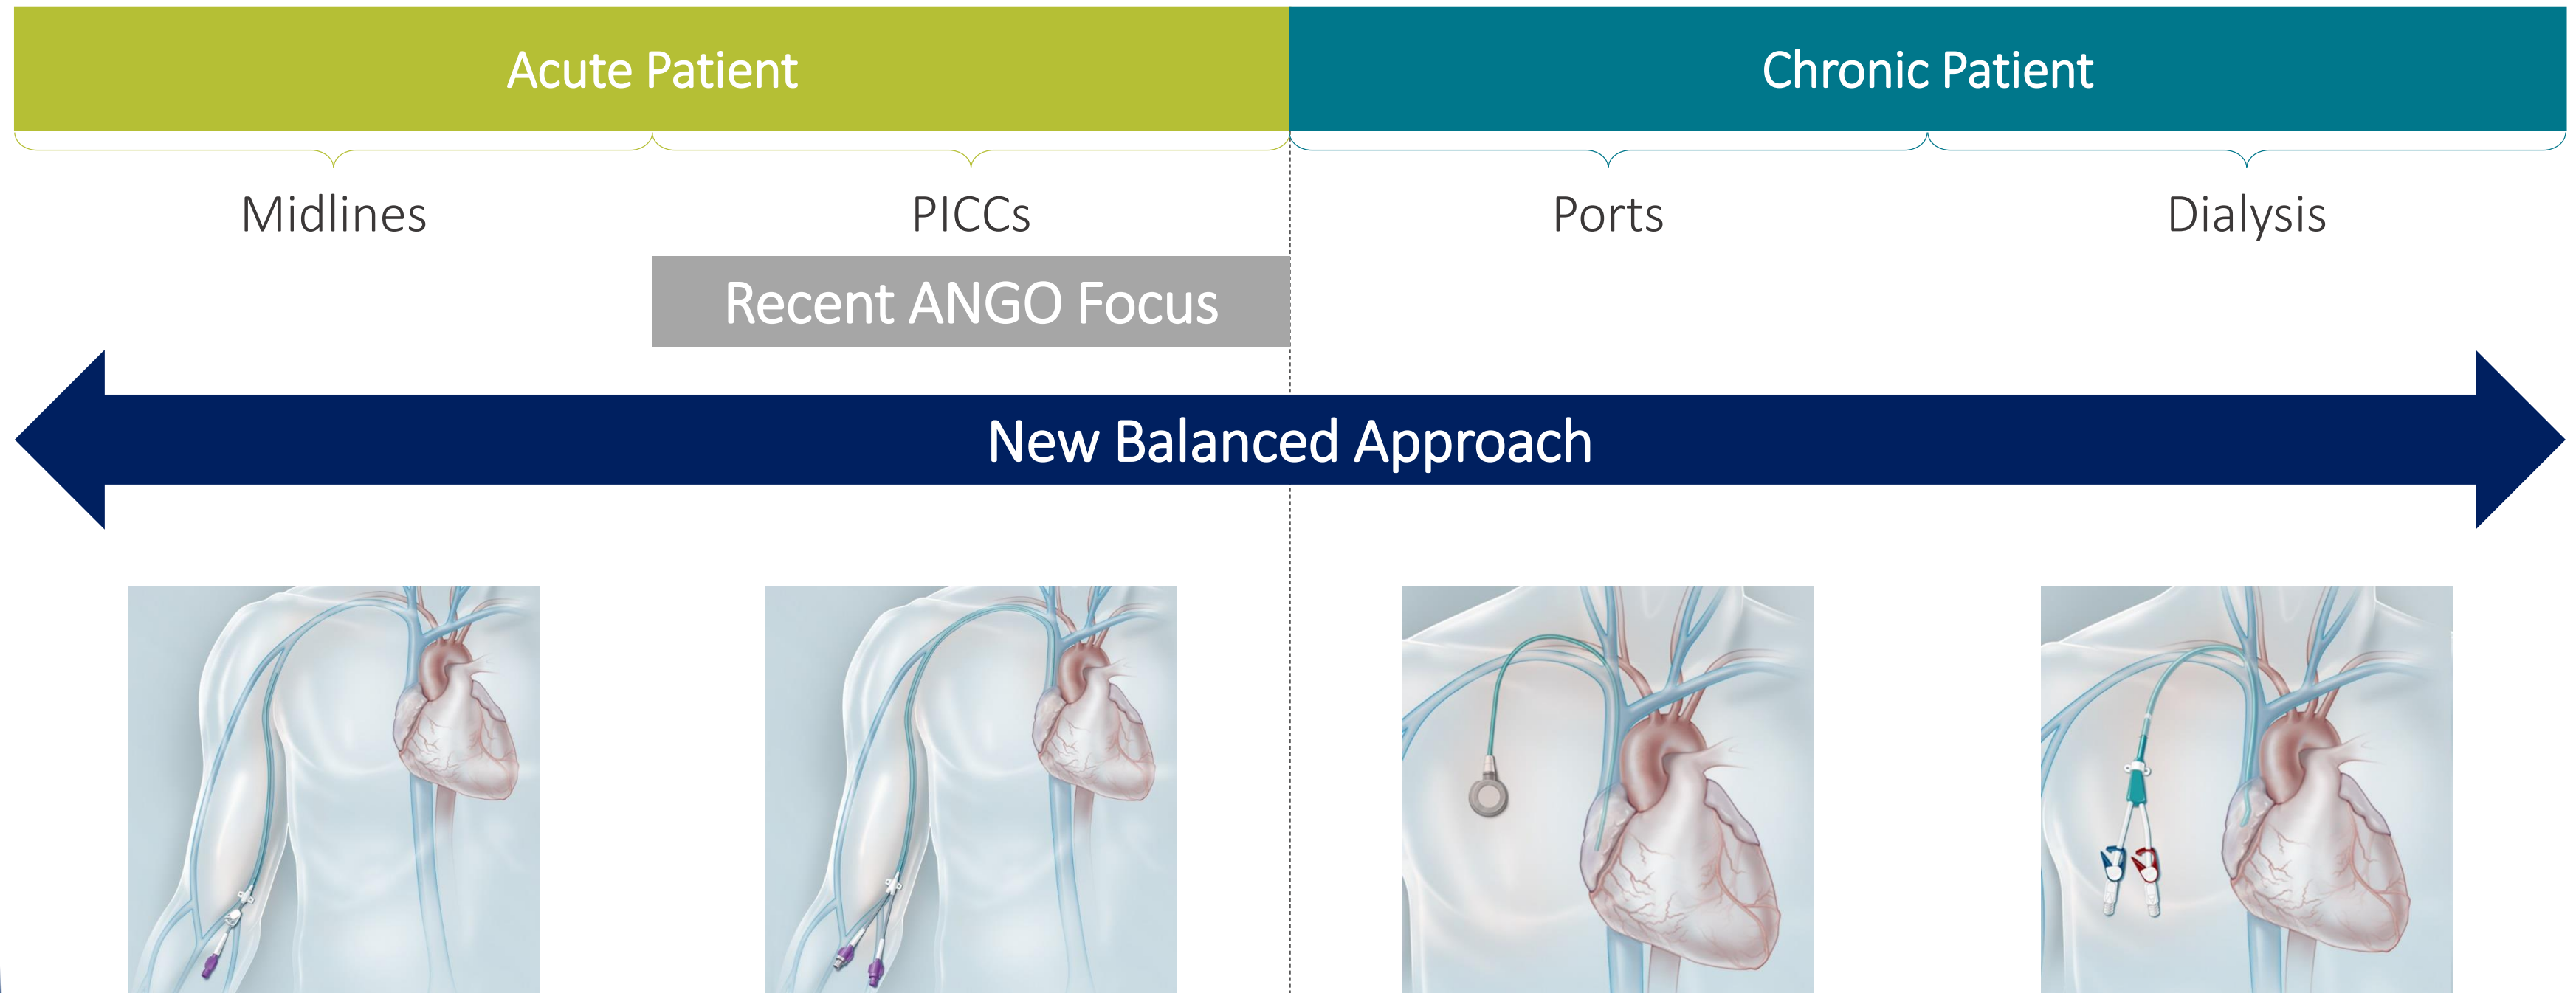 Acute Patient
Chronic Patient
Midlines
PICCs
Ports
Dialysis
Recent ANGO Focus
New Balanced Approach